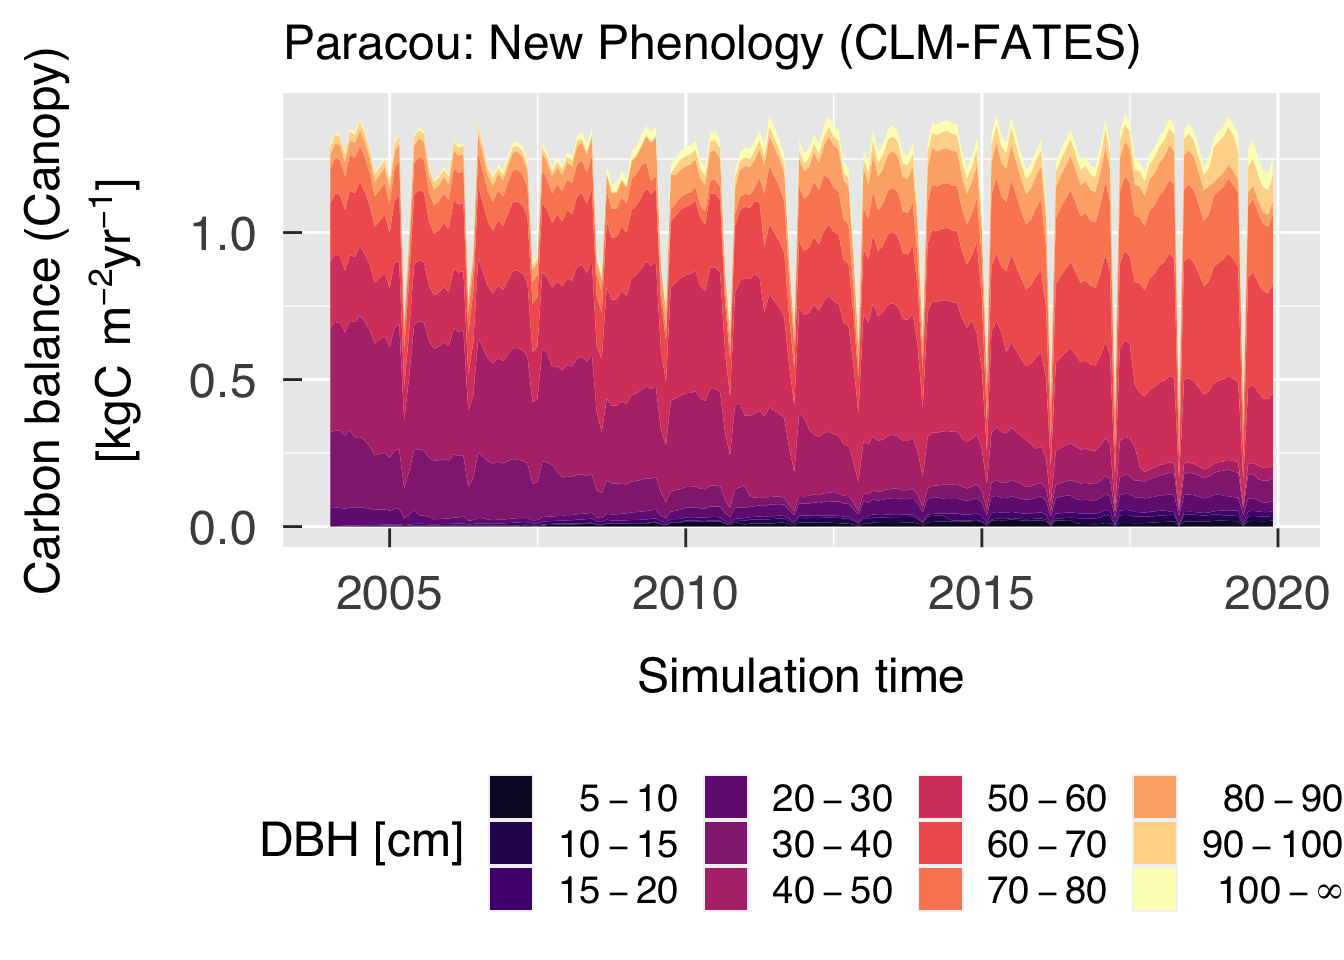 Paracou: New Phenology (CLM-FATES)
Carbon balance (Canopy)
[kgC m⁻²yr⁻¹]
1.0
0.5
0.0
2005 2010 2015 2020
Simulation time
DBH [cm]
5 – 10 20 – 30 50 – 60 80 – 90
10 – 15 30 – 40 60 – 70 90 – 100
15 – 20 40 – 50 70 – 80 100 – ∞